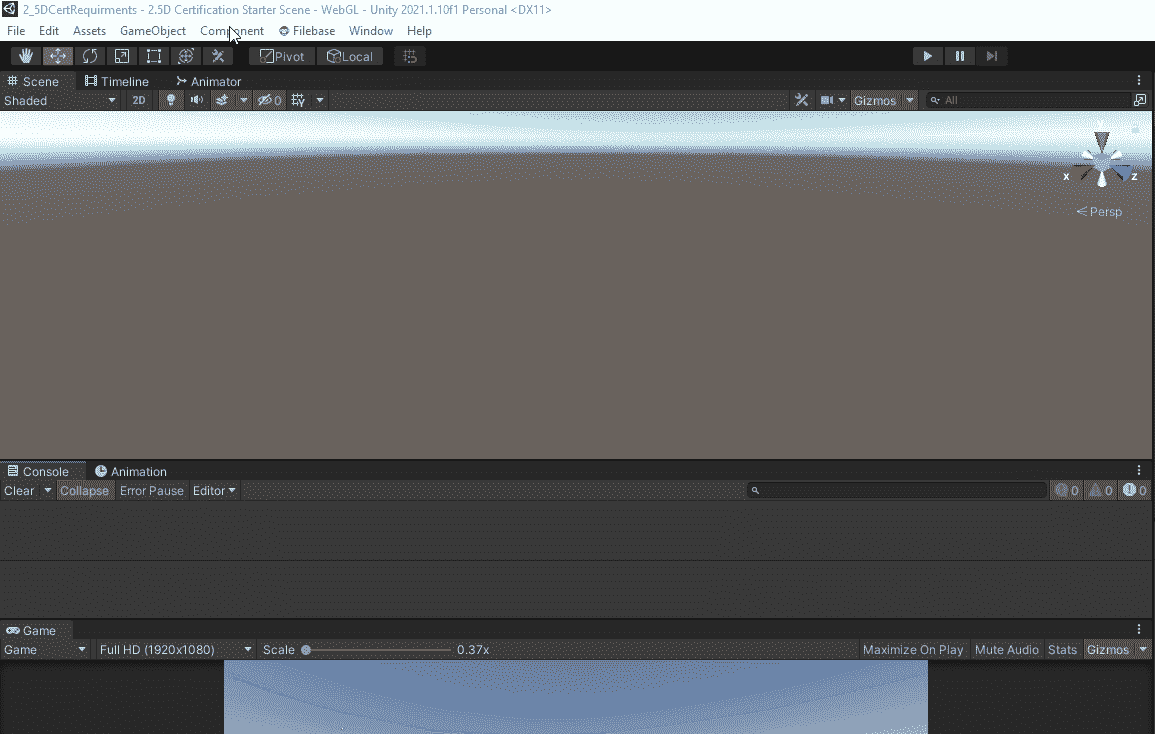 2_5DCertRequirments - 2.5D Certification Starter Scene - WebGL - Unity 2021.1.10f1 Personal <DX11>
File Edit Assets GameObject Component Filebase Window Help
Pivot Local
Scene Timeline Animator
Shaded 2D 0 Gizmos All
x z
Persp
Console Animation
Clear Collapse Error Pause Editor 0 0 0
Game
Game Full HD (1920x1080) Scale 0.37x Maximize On Play Mute Audio Stats Gizmos